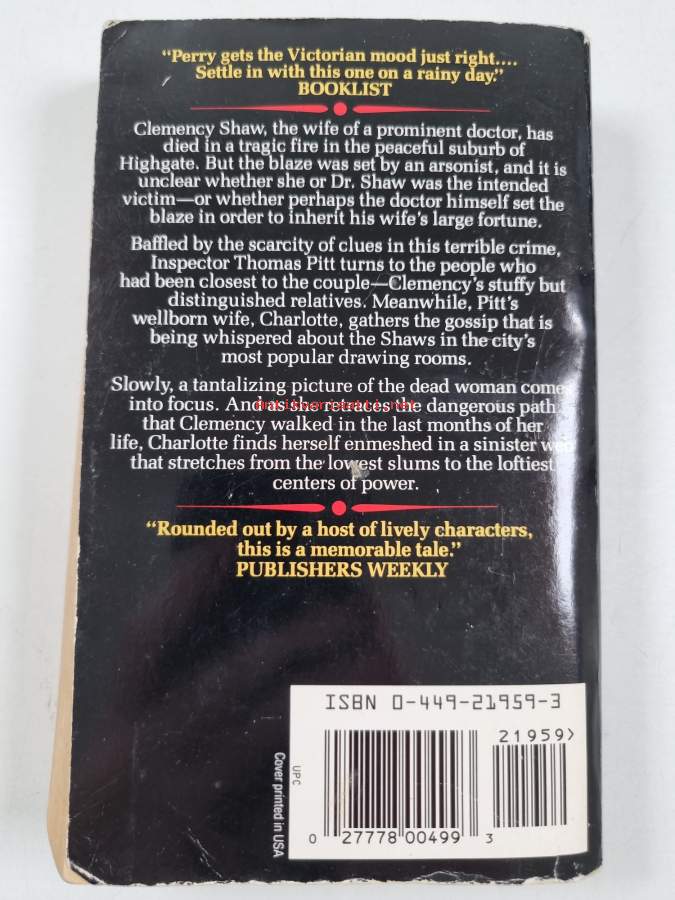 “Perry gets the Victorian mood just right....
Settle in with this one on a rainy day.”
BOOKLIST
Clemency Shaw, the wife of a prominent doctor, has
died in a tragic fire in the peaceful suburb of
Highgate. But the blaze was set by an arsonist, and it is
unclear whether she or Dr. Shaw was the intended
victim—or whether perhaps the doctor himself set the
blaze in order to inherit his wife's large fortune.
Baffled by the scarcity of clues in this terrible crime,
Inspector Thomas Pitt turns to the people who
had been closest to the couple—Clemency's stuffy but
distinguished relatives. Meanwhile, Pitt's
wellborn wife, Charlotte, gathers the gossip that is
being whispered about the Shaws in the city's
most popular drawing rooms.
Slowly, a tantalizing picture of the dead woman comes
into focus. And as she retraces the dangerous path
that Clemency walked in the last months of her
life, Charlotte finds herself enmeshed in a sinister web
that stretches from the lowest slums to the loftiest
centers of power.
“Rounded out by a host of lively characters,
this is a memorable tale.”
PUBLISHERS WEEKLY
ISBN 0-449-21959-3
21959>
UPC
Cover printed in USA
0 27778 00499 3